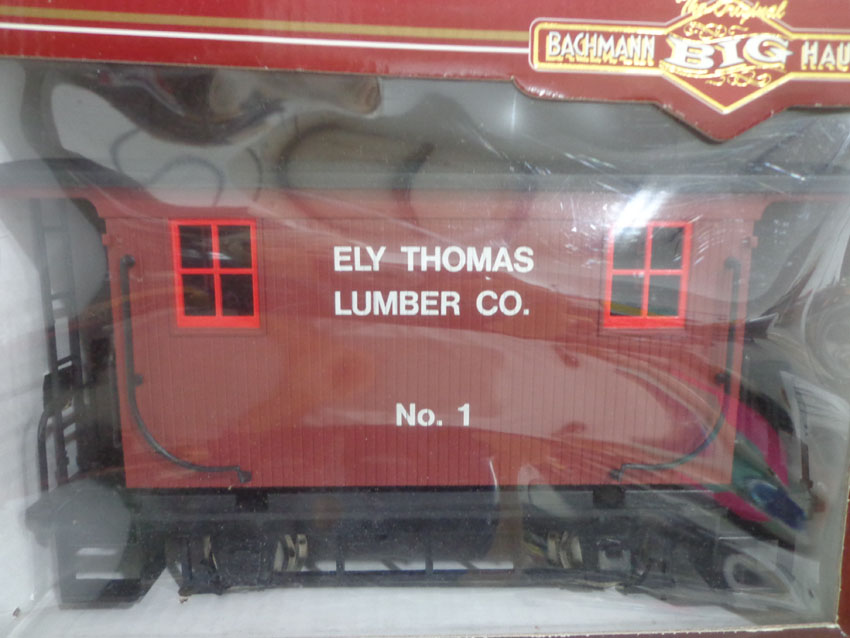 The Original
BACHMANN BIG HAU
ELY THOMAS
LUMBER CO.
No. 1